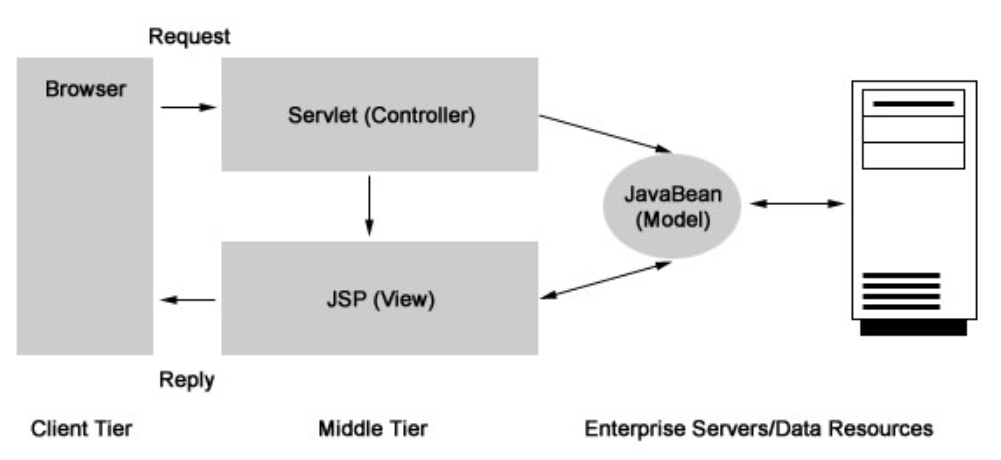 Request
Browser
Servlet (Controller)
JavaBean
(Model)
JSP (View)
Reply
Client Tier
Middle Tier
Enterprise Servers/Data Resources